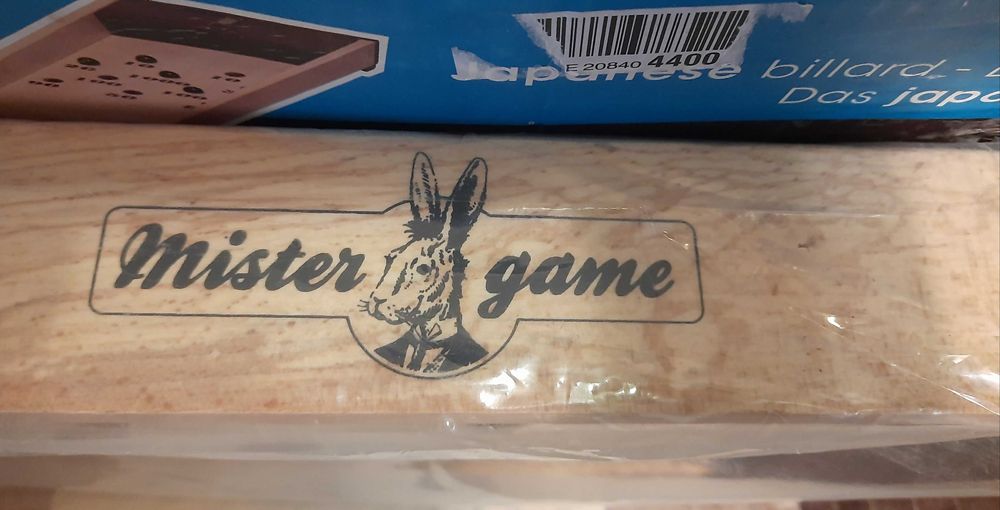 E 20840 4400
Japanese billard -
Das japa
Mister game